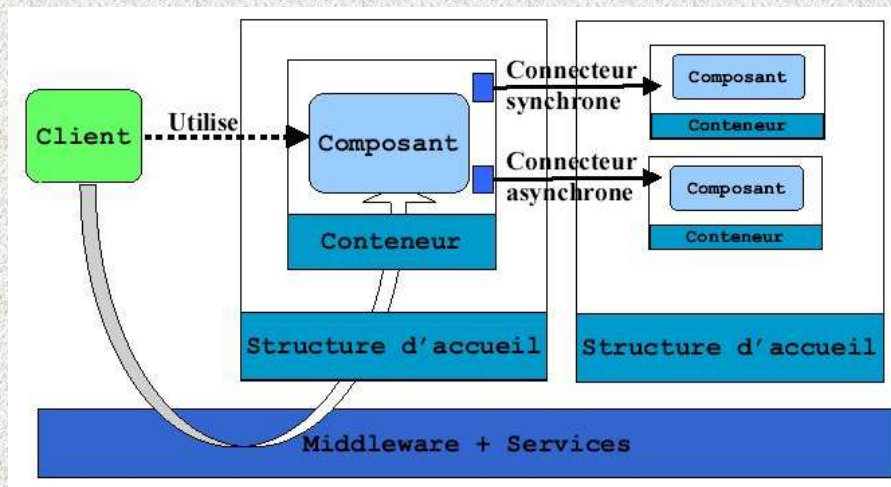 Client
Utilise
Composant
Conteneur
Structure d'accueil
Connecteur
synchrone
Connecteur
asynchrone
Composant
Conteneur
Composant
Conteneur
Structure d'accueil
Middleware + Services